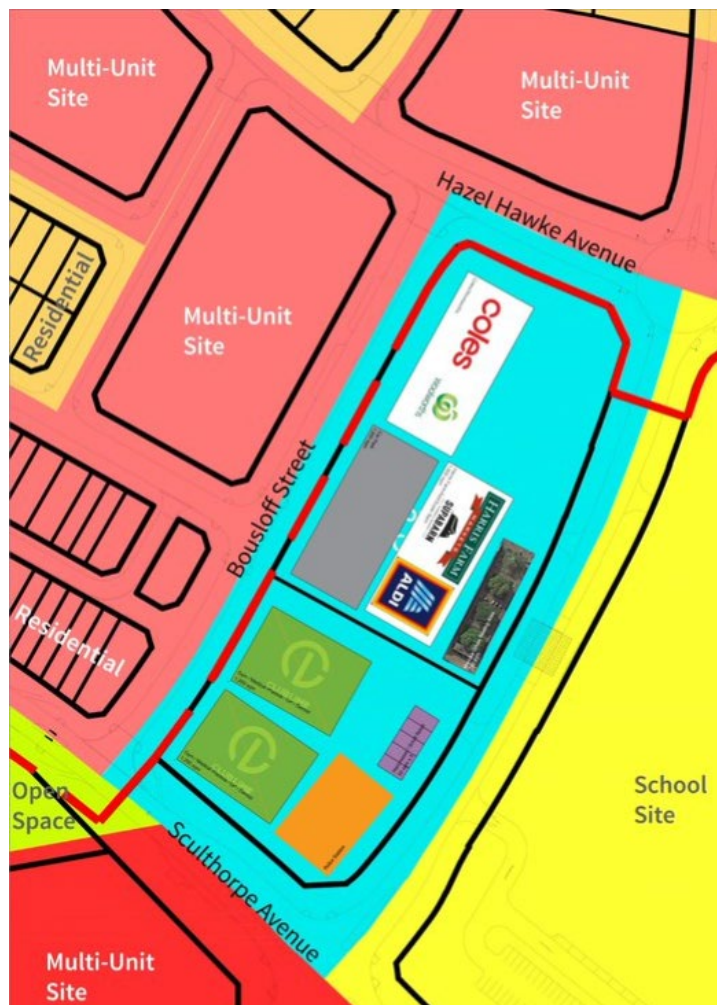 Multi-Unit
Site
Multi-Unit
Site
Hazel Hawke Avenue
Residential
Multi-Unit
Site
coles
woolworths
Bousloff Street
HARRIS FARM
MARKETS
SUPABARN
ALDI
Residential
Open
Space
School
Site
Sculthorpe Avenue
Multi-Unit
Site